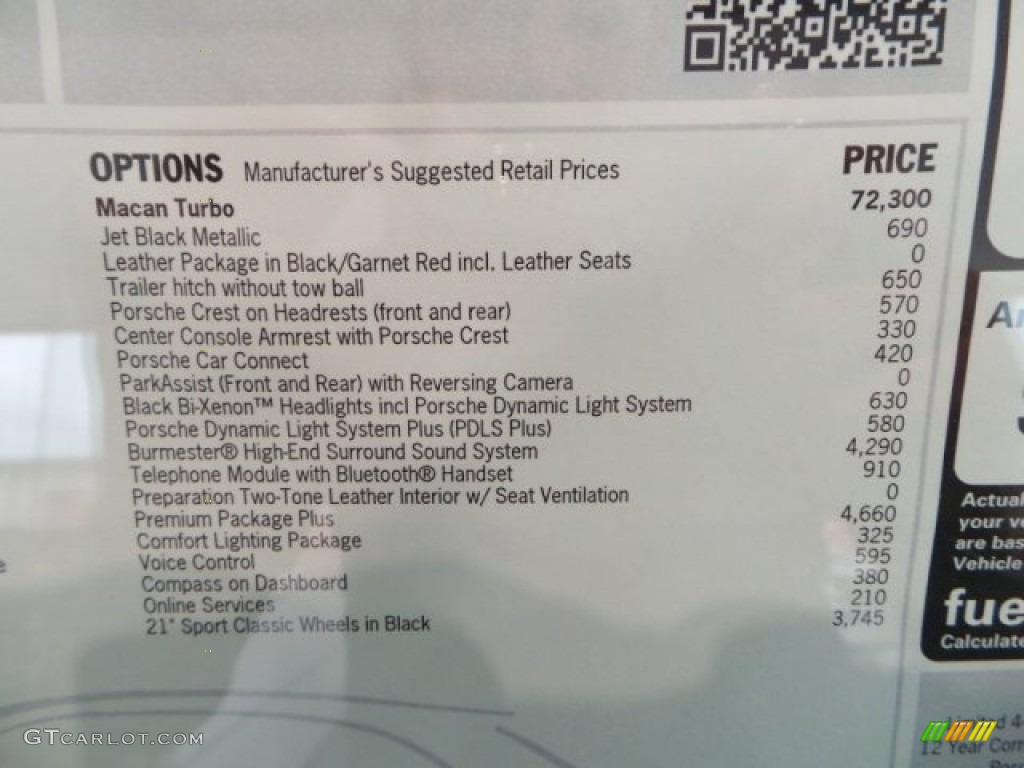 OPTIONS Manufacturer's Suggested Retail Prices PRICE
Macan Turbo 72,300
Jet Black Metallic 690
Leather Package in Black/Garnet Red incl. Leather Seats 0
Trailer hitch without tow ball 650
Porsche Crest on Headrests (front and rear) 570
Center Console Armrest with Porsche Crest 330
Porsche Car Connect 420
ParkAssist (Front and Rear) with Reversing Camera 0
Black Bi-Xenon™ Headlights incl Porsche Dynamic Light System 630
Porsche Dynamic Light System Plus (PDLS Plus) 580
Burmester® High-End Surround Sound System 4,290
Telephone Module with Bluetooth® Handset 910
Preparation Two-Tone Leather Interior w/ Seat Ventilation 0
Premium Package Plus 4,660
Comfort Lighting Package 325
Voice Control 595
Compass on Dashboard 380
Online Services 210
21" Sport Classic Wheels in Black 3,745
Actual
your
are
Vehicle
Calculate
12 Year
GTCARLOT.COM